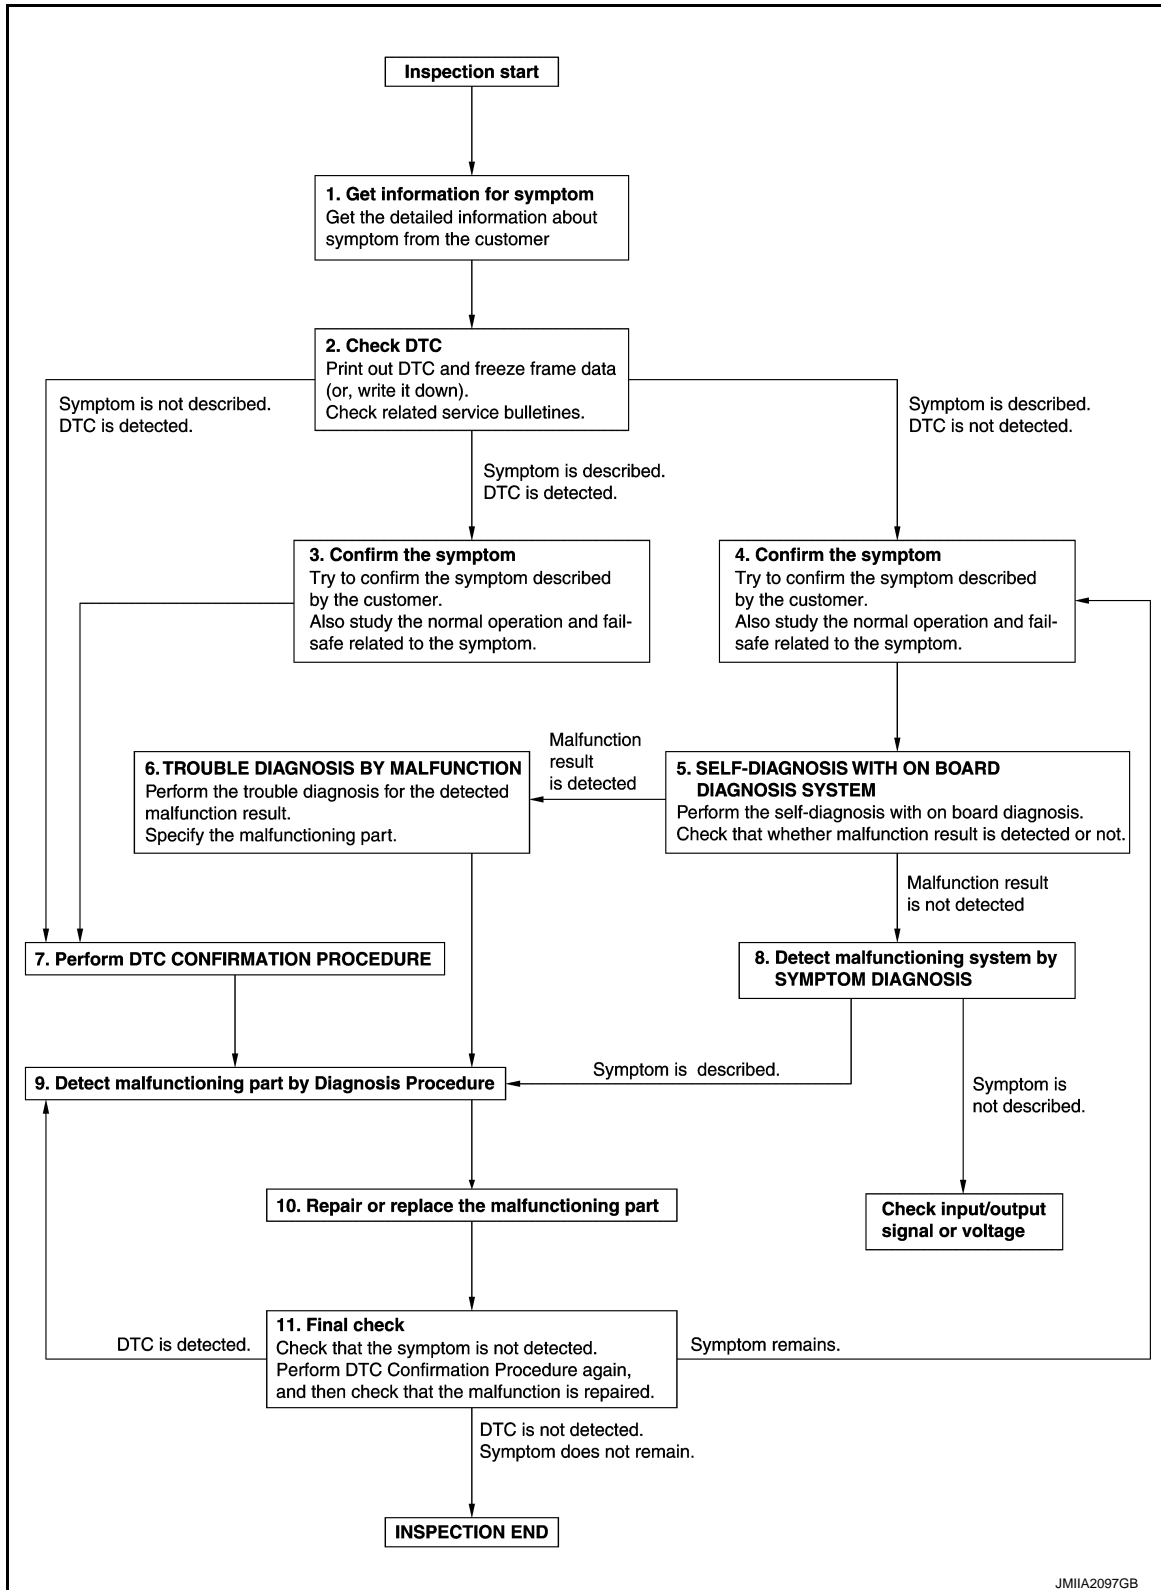 Inspection start
1. Get information for symptom
Get the detailed information about
symptom from the customer
2. Check DTC
Print out DTC and freeze frame data
(or, write it down).
Check related service bulletines.
Symptom is not described.
DTC is detected.
Symptom is described.
DTC is not detected.
Symptom is described.
DTC is detected.
3. Confirm the symptom
Try to confirm the symptom described
by the customer.
Also study the normal operation and fail-
safe related to the symptom.
4. Confirm the symptom
Try to confirm the symptom described
by the customer.
Also study the normal operation and fail-
safe related to the symptom.
Malfunction
result
is detected
6. TROUBLE DIAGNOSIS BY MALFUNCTION
Perform the trouble diagnosis for the detected
malfunction result.
Specify the malfunctioning part.
5. SELF-DIAGNOSIS WITH ON BOARD
DIAGNOSIS SYSTEM
Perform the self-diagnosis with on board diagnosis.
Check that whether malfunction result is detected or not.
Malfunction result
is not detected
7. Perform DTC CONFIRMATION PROCEDURE
8. Detect malfunctioning system by
SYMPTOM DIAGNOSIS
Symptom is described.
9. Detect malfunctioning part by Diagnosis Procedure
Symptom is
not described.
10. Repair or replace the malfunctioning part
Check input/output
signal or voltage
11. Final check
Check that the symptom is not detected.
Perform DTC Confirmation Procedure again,
and then check that the malfunction is repaired.
DTC is detected.
Symptom remains.
DTC is not detected.
Symptom does not remain.
INSPECTION END
JMIIA2097GB